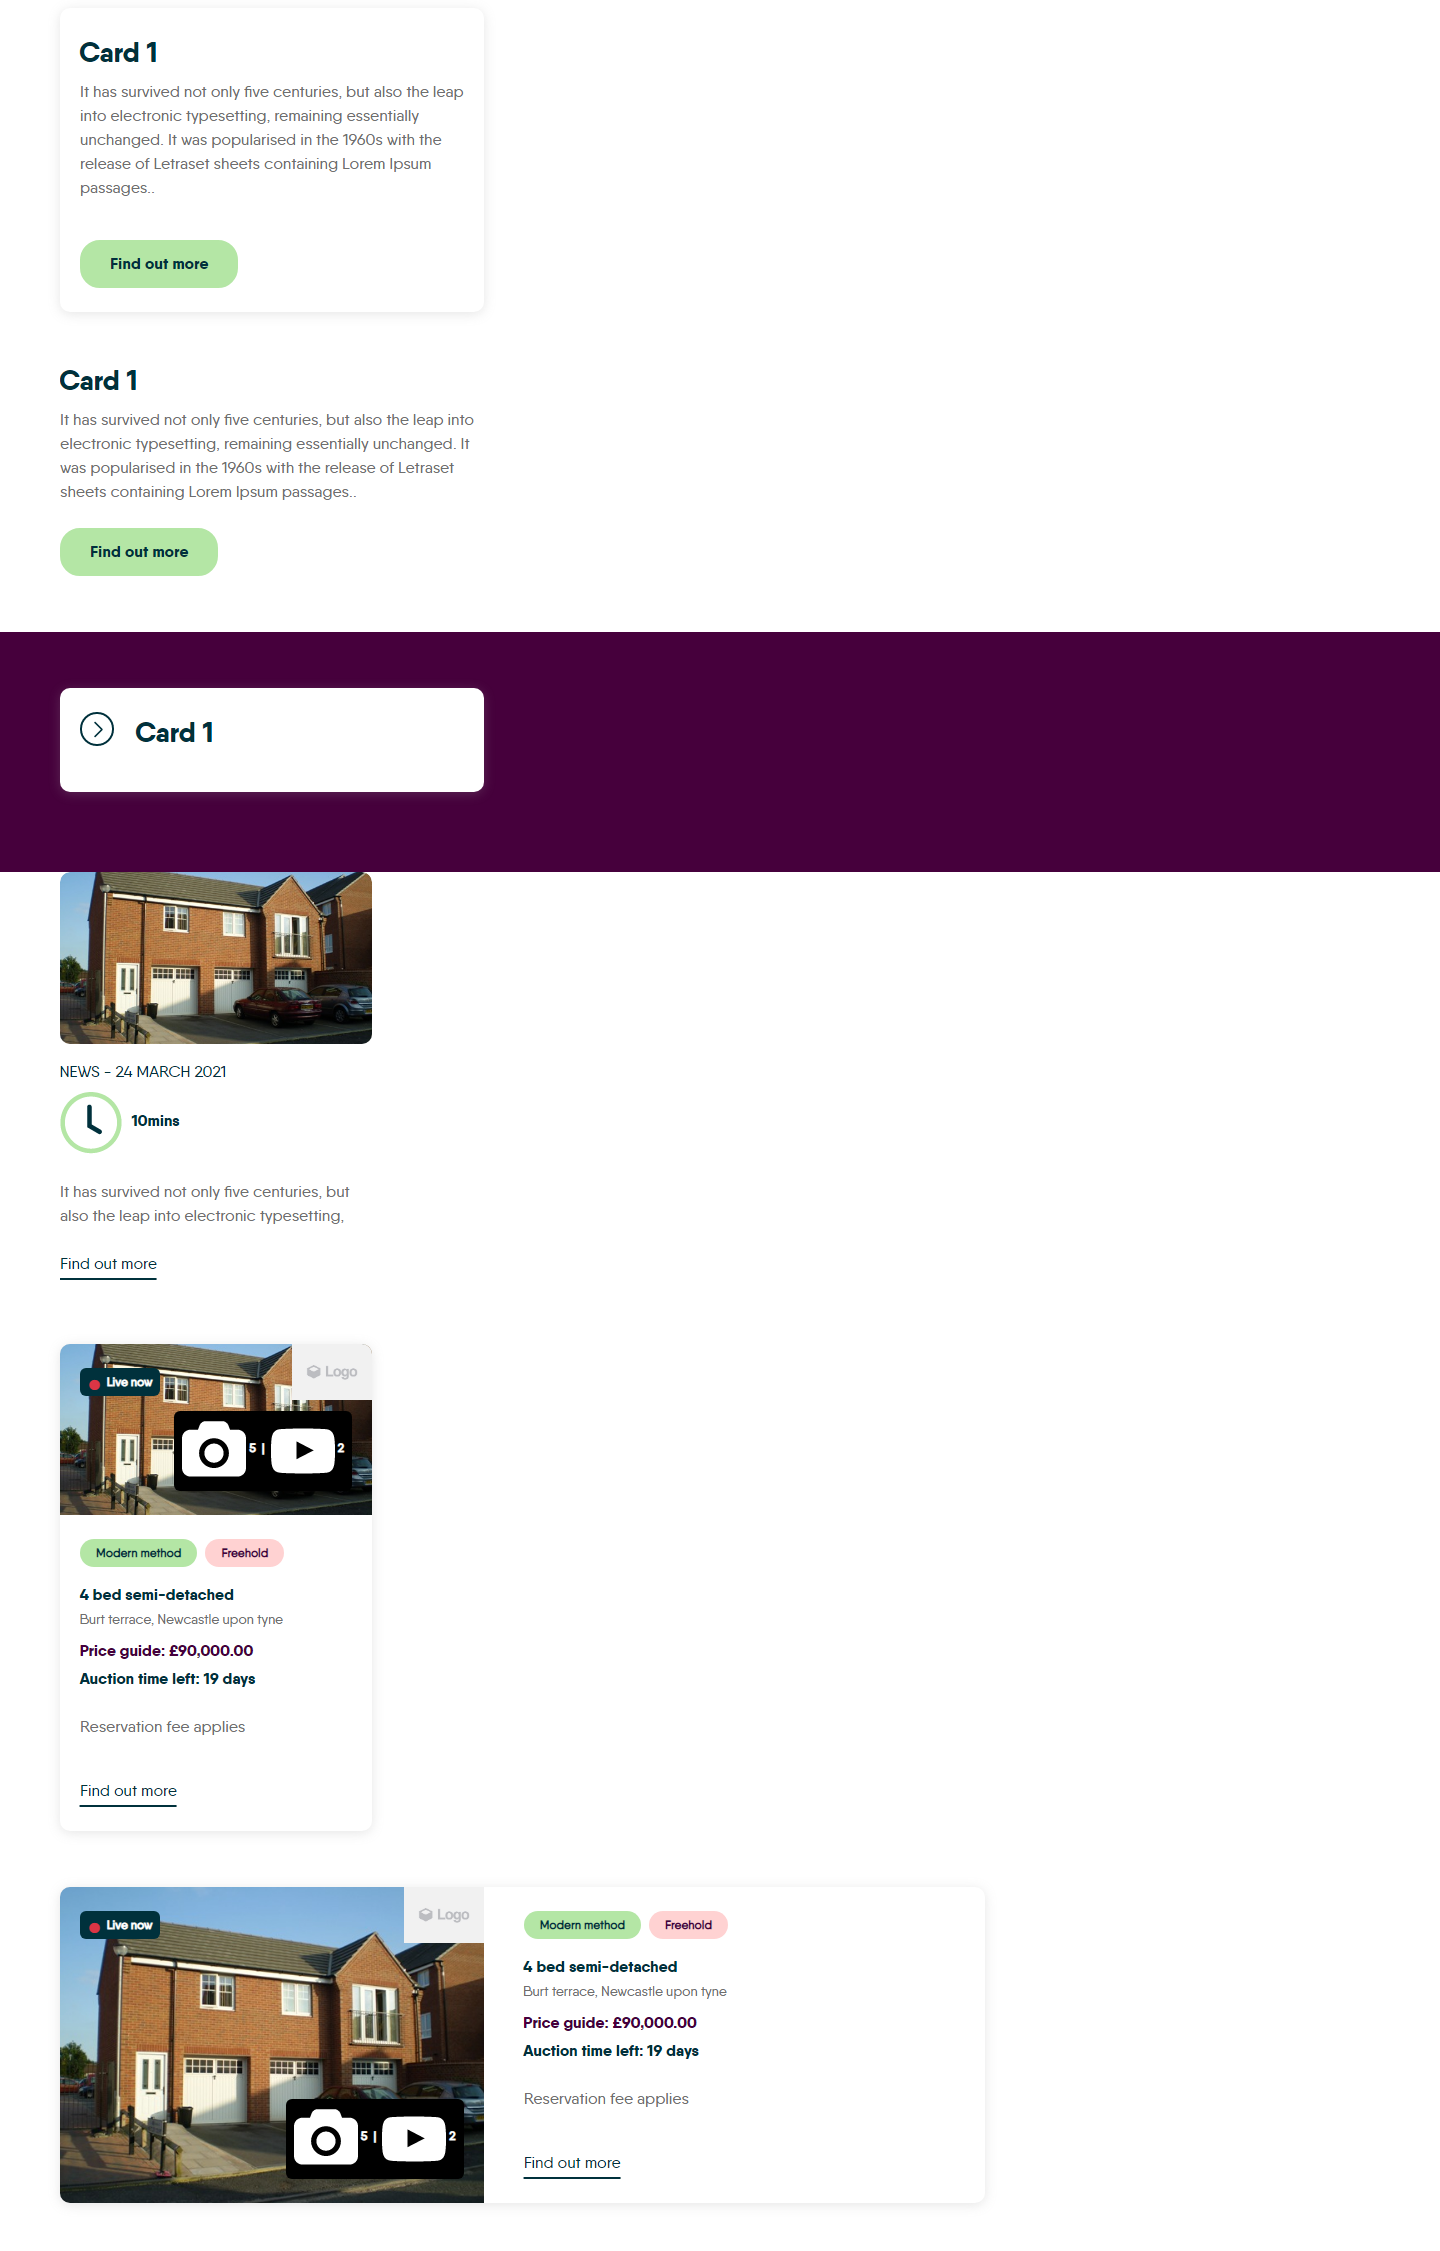 Card 1
It has survived not only five centuries, but also the leap
into electronic typesetting, remaining essentially
unchanged. It was popularised in the 1960s with the
release of Letraset sheets containing Lorem Ipsum
passages..
Find out more
Card 1
It has survived not only five centuries, but also the leap into
electronic typesetting, remaining essentially unchanged. It
was popularised in the 1960s with the release of Letraset
sheets containing Lorem Ipsum passages..
Find out more
Card 1
NEWS - 24 MARCH 2021
10mins
It has survived not only five centuries, but
also the leap into electronic typesetting,
Find out more
Live now
Logo
5 | 2
Modern method Freehold
4 bed semi-detached
Burt terrace, Newcastle upon tyne
Price guide: £90,000.00
Auction time left: 19 days
Reservation fee applies
Find out more
Live now
Logo
5 | 2
Modern method Freehold
4 bed semi-detached
Burt terrace, Newcastle upon tyne
Price guide: £90,000.00
Auction time left: 19 days
Reservation fee applies
Find out more